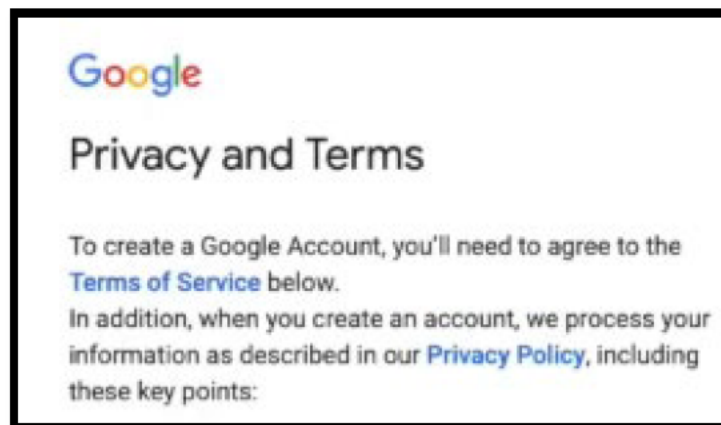 Google
Privacy and Terms
To create a Google Account, you'll need to agree to the
Terms of Service below.
In addition, when you create an account, we process your
information as described in our Privacy Policy, including
these key points: